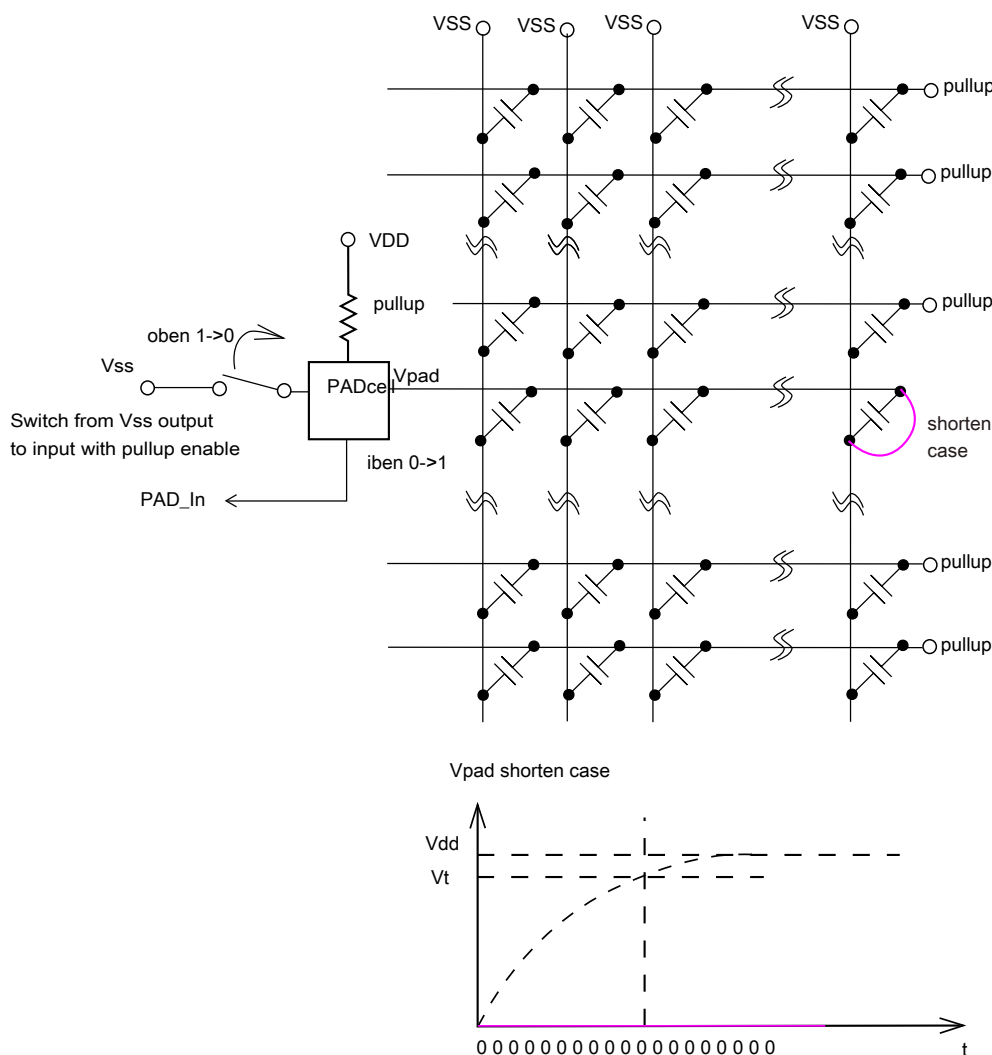 VSS VSS VSS VSS
pullup
pullup
VDD
pullup
pullup
oben 1->0
Vss
Vpad
PADcel
Switch from Vss output
to input with pullup enable
shorten
case
iben 0->1
PAD_In
pullup
pullup
Vpad shorten case
Vdd
Vt
0 0 0 0 0 0 0 0 0 0 0 0 0 0 0 0 0 0 0
t